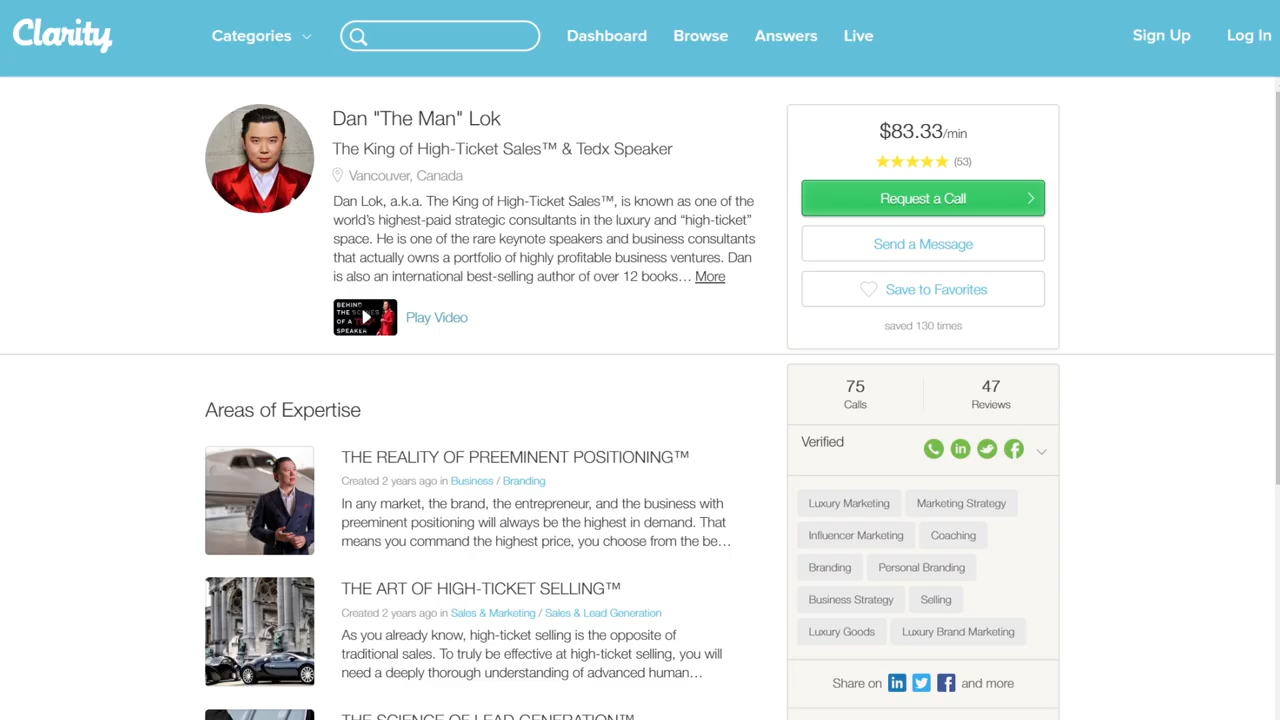 Clarity
Categories
Dashboard
Browse
Answers
Live
Sign Up
Log In
Dan "The Man" Lok
The King of High-Ticket Sales™ & Tedx Speaker
Vancouver, Canada
Dan Lok, a.k.a. The King of High-Ticket Sales™, is known as one of the
world's highest-paid strategic consultants in the luxury and “high-ticket”
space. He is one of the rare keynote speakers and business consultants
that actually owns a portfolio of highly profitable business ventures. Dan
is also an international best-selling author of over 12 books… More
BEHIND
THE SCENES
OF A TEDX
SPEAKER
Play Video
$83.33/min
(53)
Request a Call
Send a Message
Save to Favorites
saved 130 times
75
Calls
47
Reviews
Verified
Luxury Marketing
Marketing Strategy
Influencer Marketing
Coaching
Branding
Personal Branding
Business Strategy
Selling
Luxury Goods
Luxury Brand Marketing
Share on
and more
Areas of Expertise
THE REALITY OF PREEMINENT POSITIONING™
Created 2 years ago in Business / Branding
In any market, the brand, the entrepreneur, and the business with
preeminent positioning will always be the highest in demand. That
means you command the highest price, you choose from the be…
THE ART OF HIGH-TICKET SELLING™
Created 2 years ago in Sales & Marketing / Sales & Lead Generation
As you already know, high-ticket selling is the opposite of
traditional sales. To truly be effective at high-ticket selling, you will
need a deeply thorough understanding of advanced human…
THE SCIENCE OF LEAD GENERATION™